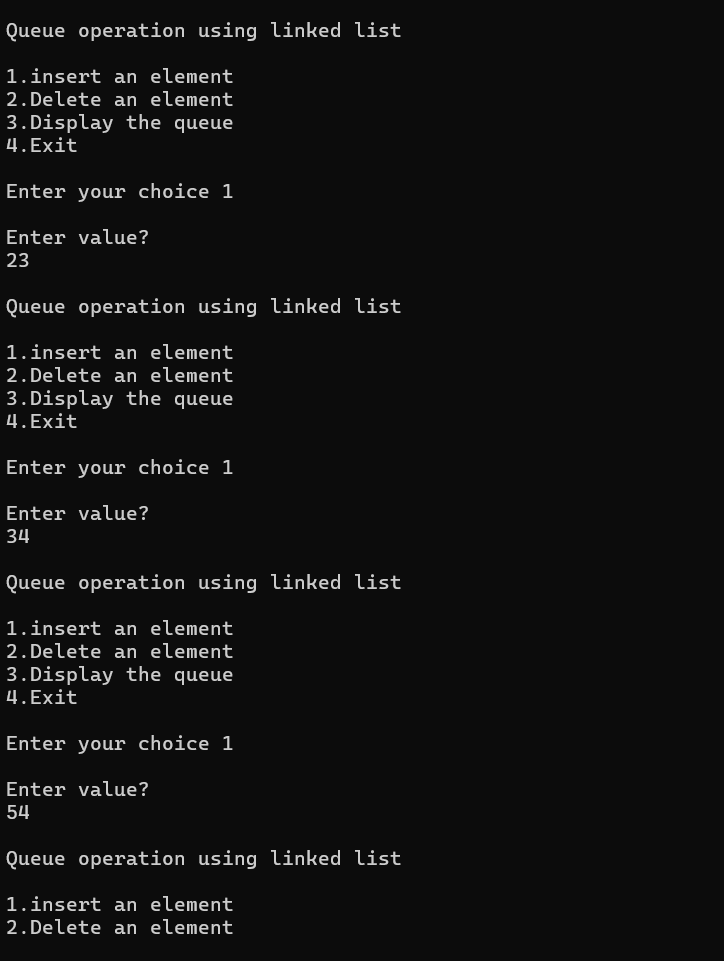 Queue operation using linked list
1.insert an element
2.Delete an element
3.Display the queue
4.Exit
Enter your choice 1
Enter value?
23
Queue operation using linked list
1.insert an element
2.Delete an element
3.Display the queue
4.Exit
Enter your choice 1
Enter value?
34
Queue operation using linked list
1.insert an element
2.Delete an element
3.Display the queue
4.Exit
Enter your choice 1
Enter value?
54
Queue operation using linked list
1.insert an element
2.Delete an element